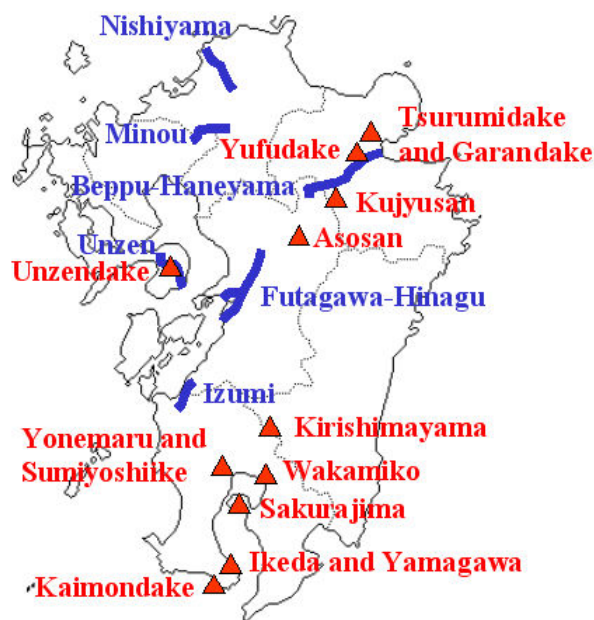 Nishiyama
Tsurumidake
and Garandake
Minou
Yufudake
Beppu-Haneyama
Kujyusan
Asosan
Unzen
Unzendake
Futagawa-Hinagu
Izumi
Kirishimayama
Yonemaru and
Sumiyoshiike
Wakamiko
Sakurajima
Ikeda and Yamagawa
Kaimondake